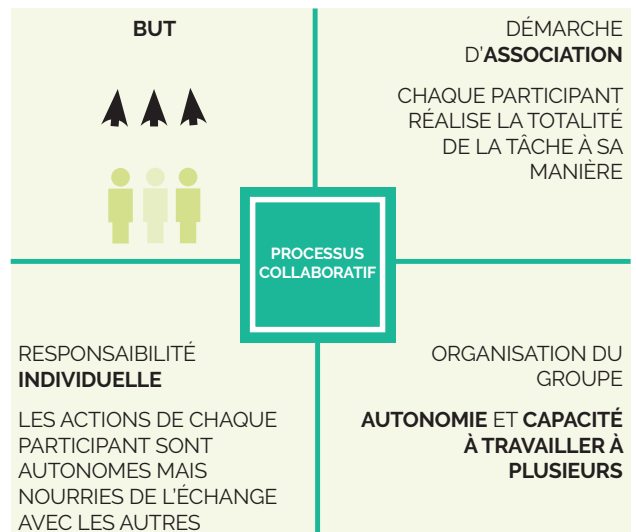 BUT
DÉMARCHE
D'ASSOCIATION
CHAQUE PARTICIPANT
RÉALISE LA TOTALITÉ
DE LA TÂCHE À SA
MANIÈRE
PROCESSUS
COLLABORATIF
RESPONSAIBILITÉ
INDIVIDUELLE
LES ACTIONS DE CHAQUE
PARTICIPANT SONT
AUTONOMES MAIS
NOURRIES DE L'ÉCHANGE
AVEC LES AUTRES
ORGANISATION DU
GROUPE
AUTONOMIE ET CAPACITÉ
À TRAVAILLER À
PLUSIEURS